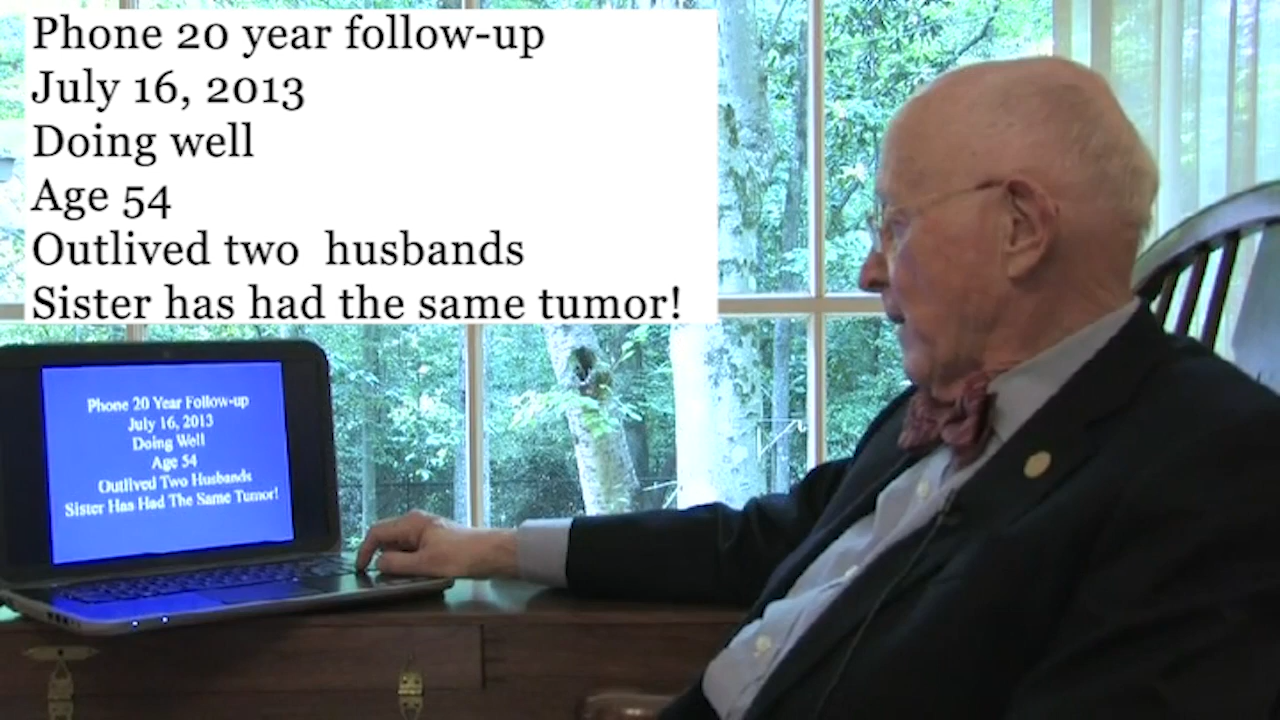 Phone 20 year follow-up
July 16, 2013
Doing well
Age 54
Outlived two  husbands
Sister has had the same tumor!
Phone 20 Year Follow-up
July 16, 2013
Doing Well
Age 54
Outlived Two Husbands
Sister Has Had The Same Tumor!